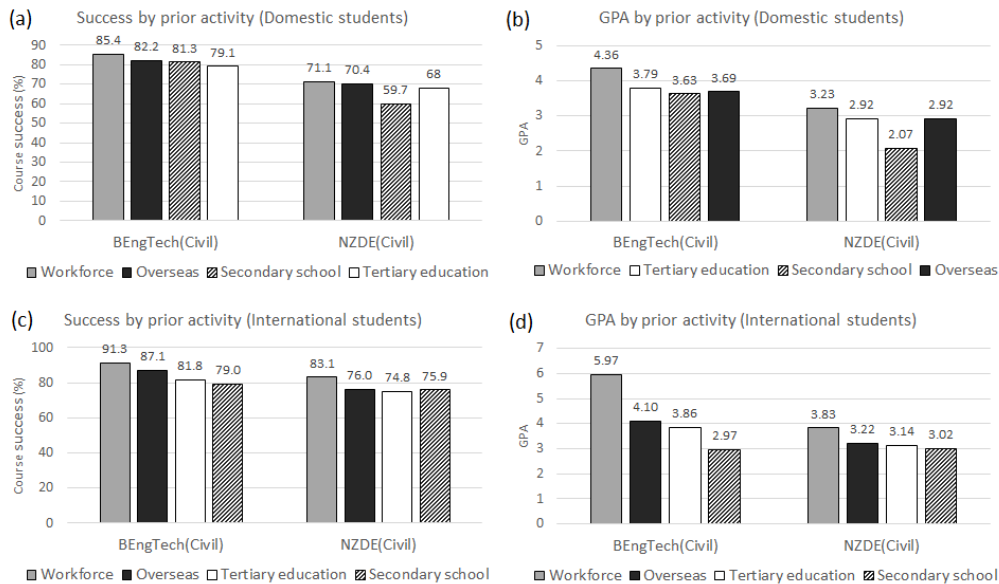 (a)
Success by prior activity (Domestic students)
Course success (%)
90
80
70
60
50
40
30
20
10
0
85.4 82.2 81.3 79.1
71.1 70.4 59.7 68
BEngTech(Civil) NZDE(Civil)
Workforce Overseas Secondary school Tertiary education
(b)
GPA by prior activity (Domestic students)
GPA
5
4
3
2
1
0
4.36 3.79 3.63 3.69
3.23 2.92 2.07 2.92
BEngTech(Civil) NZDE(Civil)
Workforce Tertiary education Secondary school Overseas
(c)
Success by prior activity (International students)
Course success (%)
100
80
60
40
20
0
91.3 87.1 81.8 79.0
83.1 76.0 74.8 75.9
BEngTech(Civil) NZDE(Civil)
Workforce Overseas Tertiary education Secondary school
(d)
GPA by prior activity (International students)
GPA
7
6
5
4
3
2
1
0
5.97 4.10 3.86 2.97
3.83 3.22 3.14 3.02
BEngTech(Civil) NZDE(Civil)
Workforce Overseas Tertiary education Secondary school